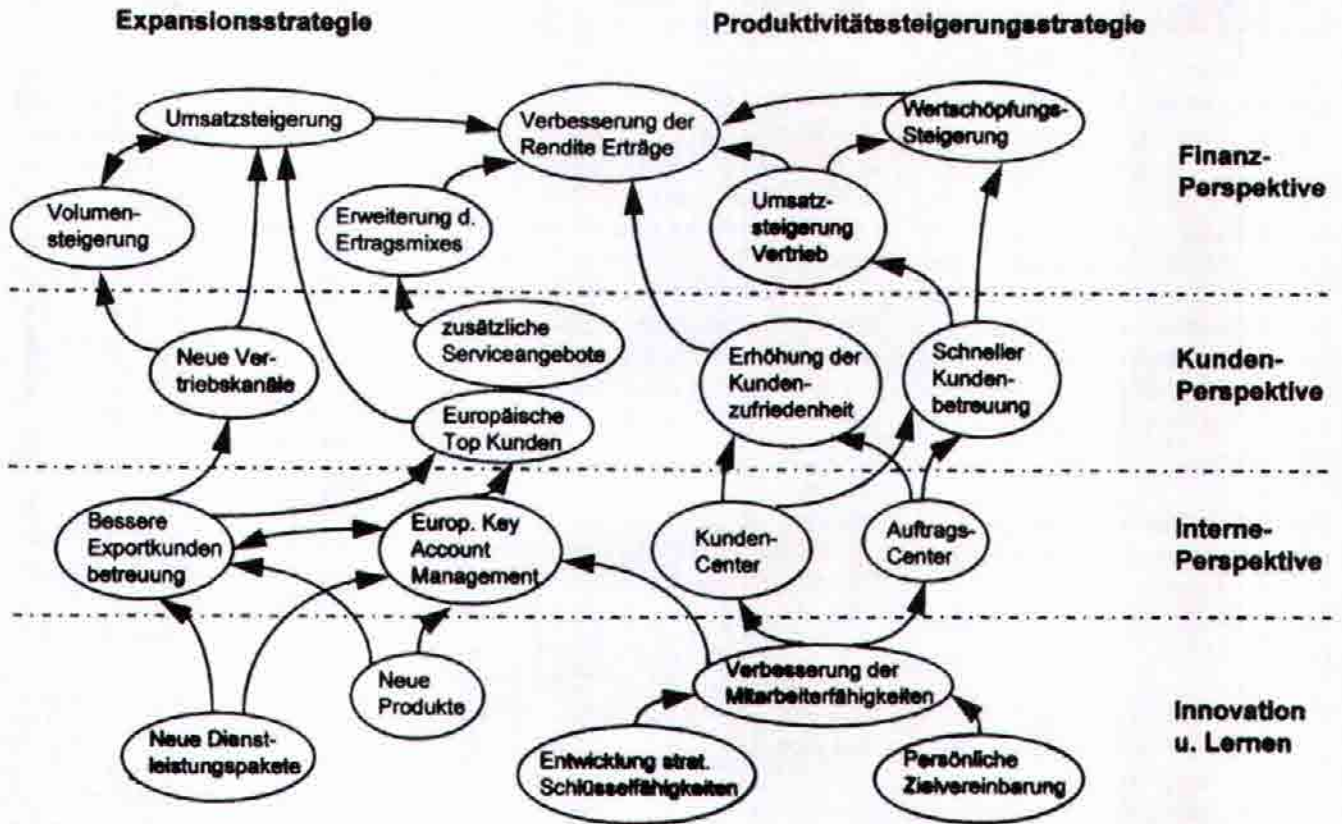 Expansionsstrategie
Produktivitätssteigerungsstrategie
Umsatzsteigerung
Verbesserung der
Rendite Erträge
Wertschöpfungs-
Steigerung
Finanz-
Perspektive
Volumen-
steigerung
Erweiterung d.
Ertragsmixes
Umsatz-
steigerung
Vertrieb
zusätzliche
Serviceangebote
Neue Ver-
triebskanäle
Erhöhung der
Kunden-
zufriedenheit
Schneller
Kunden-
betreuung
Kunden-
Perspektive
Europäische
Top Kunden
Bessere
Exportkunden
betreuung
Europ. Key
Account
Management
Kunden-
Center
Auftrags-
Center
Interne-
Perspektive
Neue
Produkte
Verbesserung der
Mitarbeiterfähigkeiten
Innovation
u. Lernen
Neue Dienst-
leistungspakete
Entwicklung strat.
Schlüsselfähigkeiten
Persönliche
Zielvereinbarung